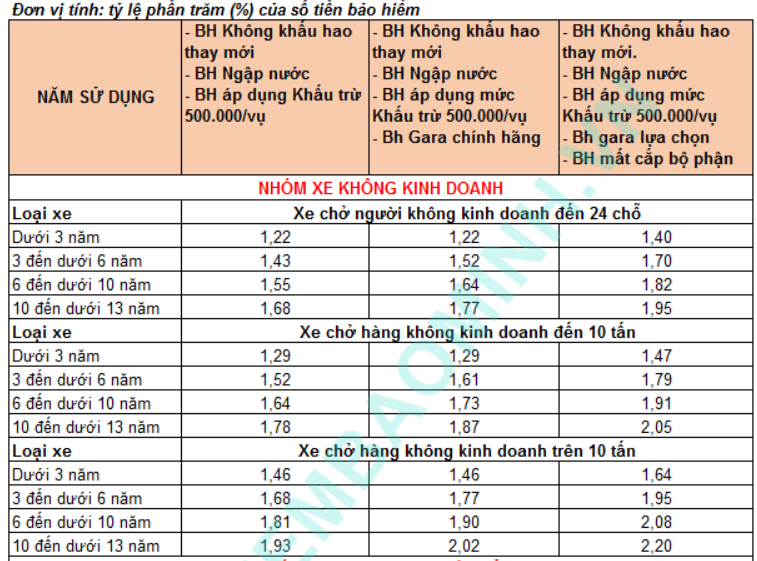 Đơn vị tính: tỷ lệ phần trăm (%) của số tiền bảo hiểm
NĂM SỬ DỤNG
- BH Không khấu hao
thay mới
- BH Ngập nước
- BH áp dụng Khấu trừ
500.000/vụ
- BH Không khấu hao
thay mới
- BH Ngập nước
- BH áp dụng mức
Khấu trừ 500.000/vụ
- Bh Gara chính hãng
- BH Không khấu hao
thay mới.
- BH Ngập nước
- BH áp dụng mức
Khấu trừ 500.000/vụ
- Bh gara lựa chọn
- BH mất cắp bộ phận
NHÓM XE KHÔNG KINH DOANH
Loại xe Xe chở người không kinh doanh đến 24 chỗ
Dưới 3 năm 1,22 1,22 1,40
3 đến dưới 6 năm 1,43 1,52 1,70
6 đến dưới 10 năm 1,55 1,64 1,82
10 đến dưới 13 năm 1,68 1,77 1,95
Loại xe Xe chở hàng không kinh doanh đến 10 tấn
Dưới 3 năm 1,29 1,29 1,47
3 đến dưới 6 năm 1,52 1,61 1,79
6 đến dưới 10 năm 1,64 1,73 1,91
10 đến dưới 13 năm 1,78 1,87 2,05
Loại xe Xe chở hàng không kinh doanh trên 10 tấn
Dưới 3 năm 1,46 1,46 1,64
3 đến dưới 6 năm 1,68 1,77 1,95
6 đến dưới 10 năm 1,81 1,90 2,08
10 đến dưới 13 năm 1,93 2,02 2,20